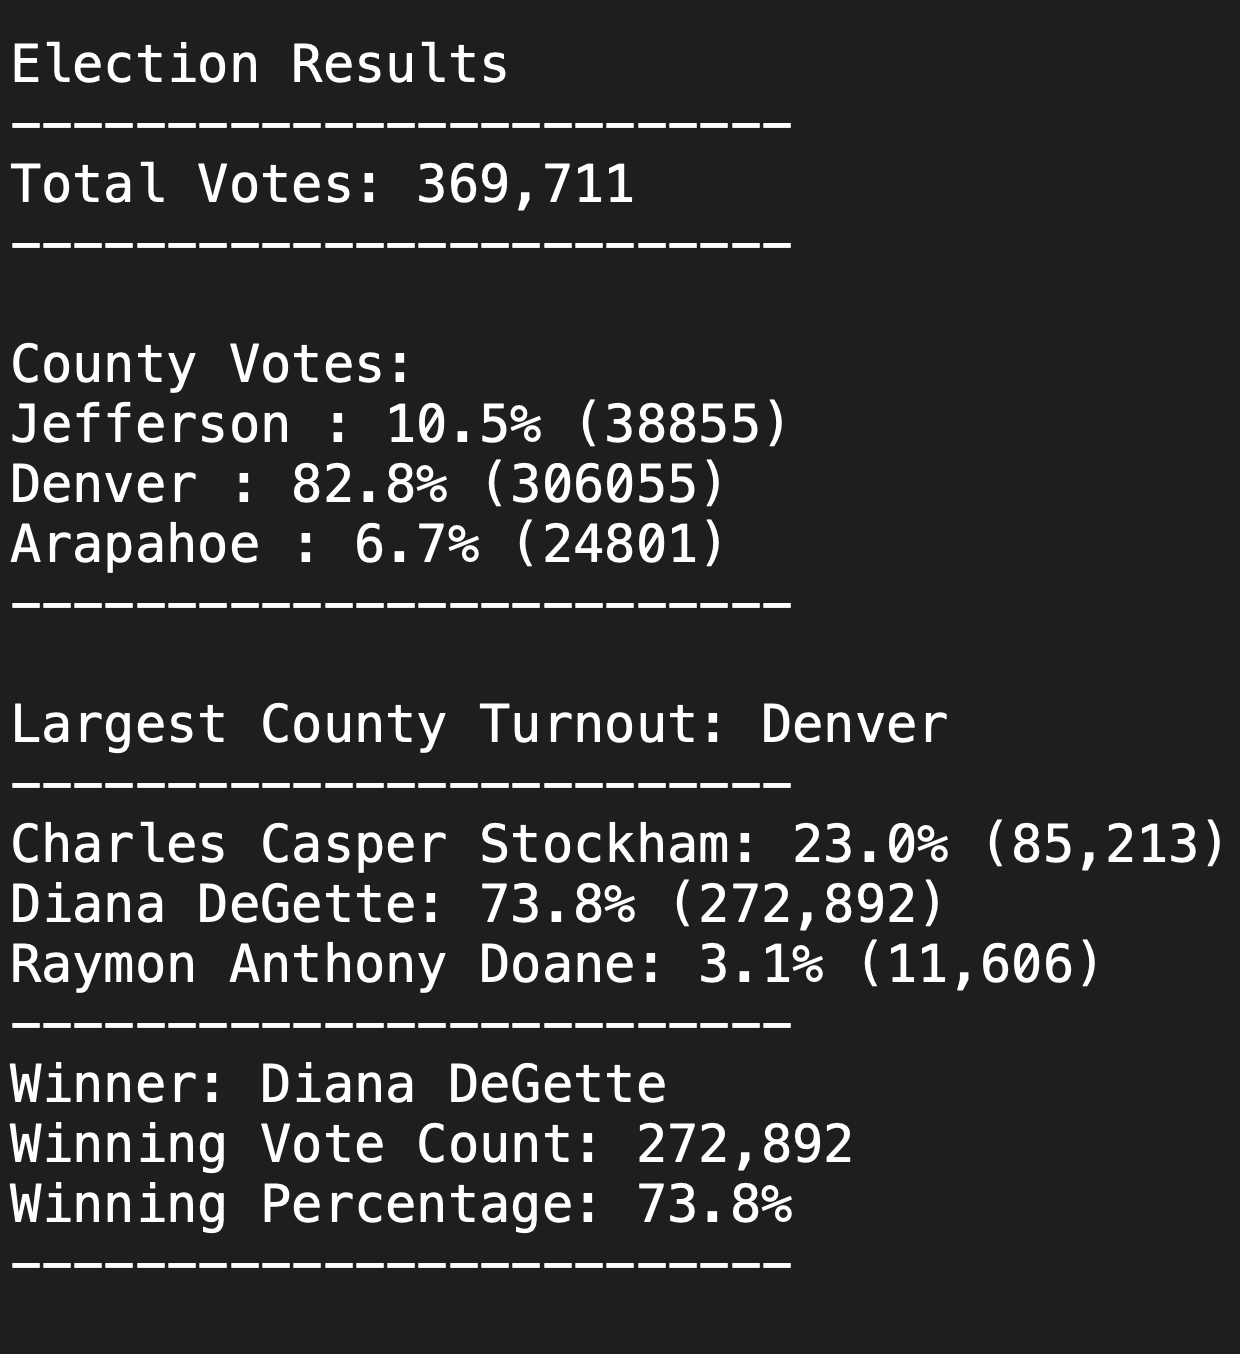 Election Results
-------------------------
Total Votes: 369,711
-------------------------

County Votes:
Jefferson : 10.5% (38855)
Denver : 82.8% (306055)
Arapahoe : 6.7% (24801)
-------------------------

Largest County Turnout: Denver
-------------------------
Charles Casper Stockham: 23.0% (85,213)
Diana DeGette: 73.8% (272,892)
Raymon Anthony Doane: 3.1% (11,606)
-------------------------
Winner: Diana DeGette
Winning Vote Count: 272,892
Winning Percentage: 73.8%
-------------------------